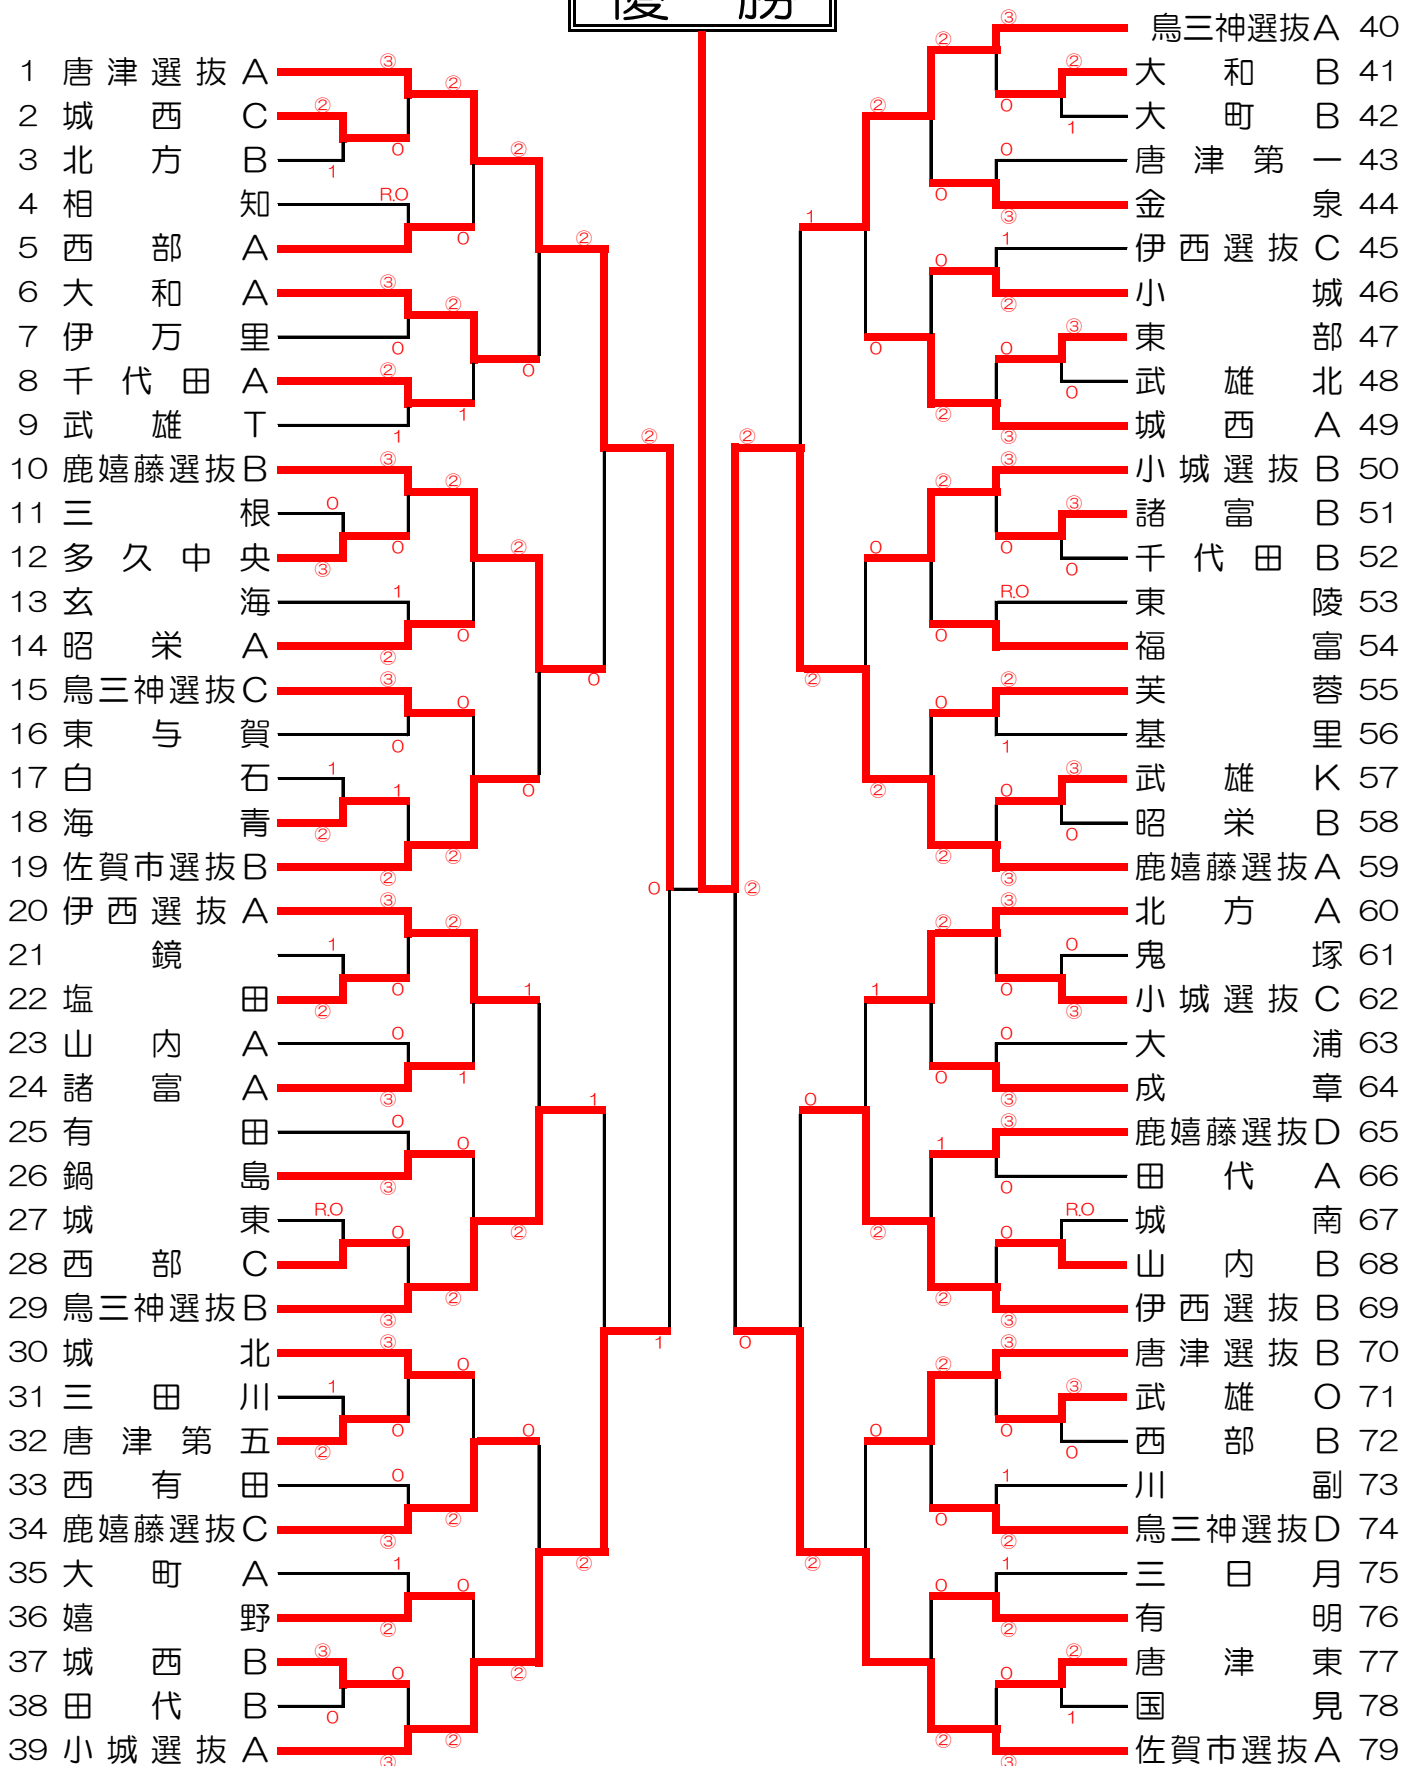 優勝
1 唐津選抜A
2 城西C
3 北方B
4 相知
5 西部A
6 大和A
7 伊万里
8 千代田A
9 武雄T
10 鹿嬉藤選抜B
11 三根
12 多久中央
13 玄海
14 昭栄A
15 鳥三神選抜C
16 東与賀
17 白石
18 海青
19 佐賀市選抜B
20 伊西選抜A
21 鏡
22 塩田
23 山内A
24 諸富A
25 有田
26 鍋島
27 城東
28 西部C
29 鳥三神選抜B
30 城北
31 三田川
32 唐津第五
33 西有田
34 鹿嬉藤選抜C
35 大町A
36 嬉野
37 城西B
38 田代B
39 小城選抜A
鳥三神選抜A 40
大和B 41
大町B 42
唐津第一 43
金泉 44
伊西選抜C 45
小城 46
東部 47
武雄北 48
城西A 49
小城選抜B 50
諸富B 51
千代田B 52
東陵 53
福富 54
芙蓉 55
基里 56
武雄K 57
昭栄B 58
鹿嬉藤選抜A 59
北方A 60
鬼塚 61
小城選抜C 62
大浦 63
成章 64
鹿嬉藤選抜D 65
田代A 66
城南 67
山内B 68
伊西選抜B 69
唐津選抜B 70
武雄O 71
西部B 72
川副 73
鳥三神選抜D 74
三日月 75
有明 76
唐津東 77
国見 78
佐賀市選抜A 79